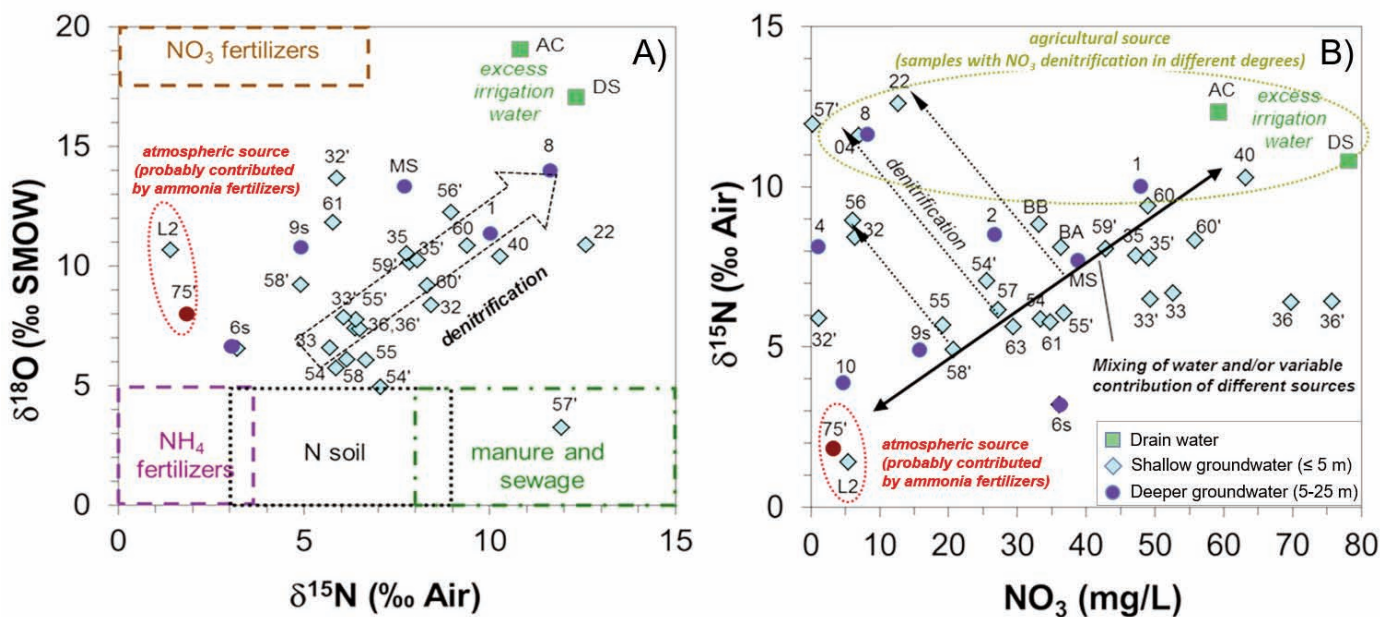 A)
20
15
10
5
0
δ18O (‰ SMOW)
0
5
10
15
δ15N (‰ Air)
NO3 fertilizers
AC
excess
irrigation
water
DS
atmospheric source
(probably contributed
by ammonia fertilizers)
L2
75'
32'
61
MS
8
9s
58'
6s
56'
1
60
22
35
35'
59'
40
60'
32
33'
55'
36,36'
33
54
58
55
54'
denitrification
NH4
fertilizers
N soil
57'
manure and
sewage
B)
15
10
5
0
δ15N (‰ Air)
0
10
20
30
40
50
60
70
80
NO3 (mg/L)
agricultural source
(samples with NO3 denitrification in different degrees)
57'
22
8
04
AC
excess
irrigation
water
DS
denitrification
56
32
4
2
BB
BA
1
60
40
59'
35
35'
60'
MS
54'
57
55
9s
58'
63
54
61
55'
33'
33
36
36'
32'
10
6s
Mixing of water and/or variable
contribution of different sources
75'
L2
atmospheric source
(probably contributed
by ammonia fertilizers)
Drain water
Shallow groundwater (≤ 5 m)
Deeper groundwater (5-25 m)